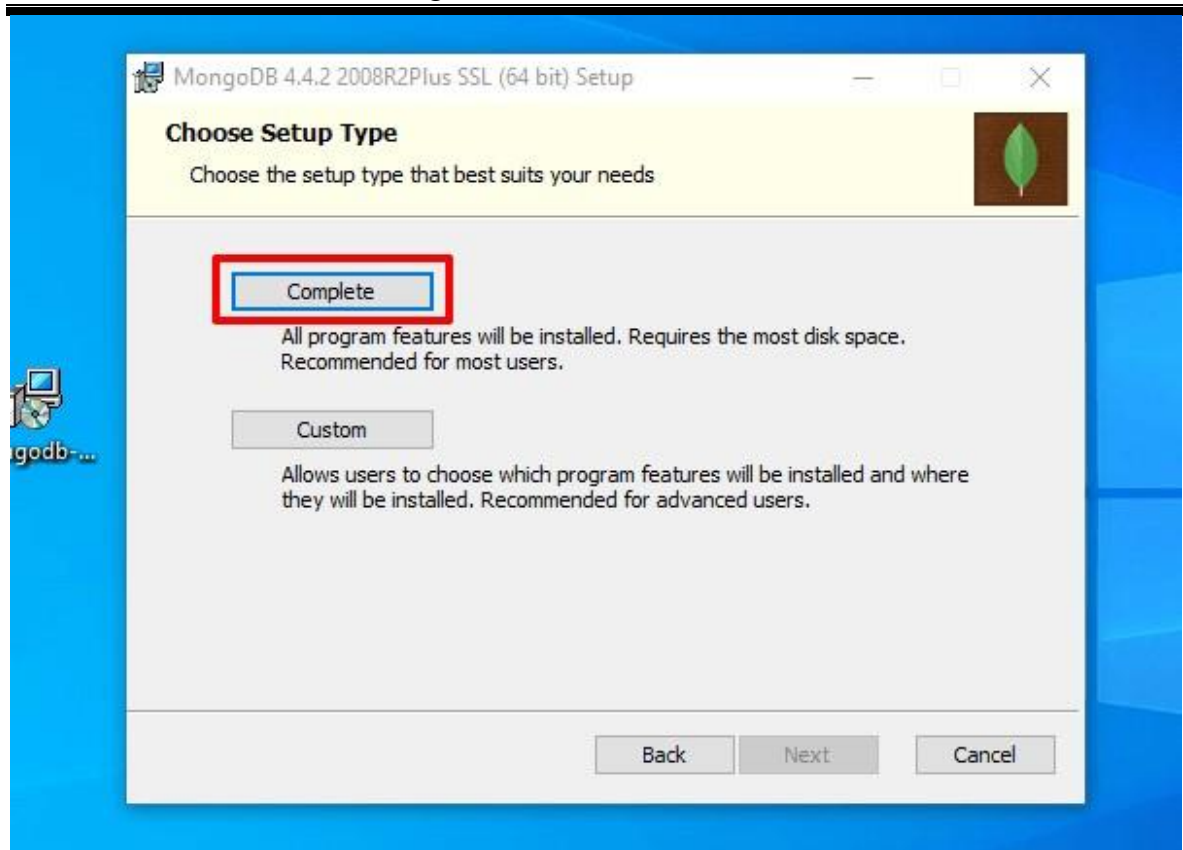 MongoDB 4.4.2 2008R2Plus SSL (64 bit) Setup
Choose Setup Type
Choose the setup type that best suits your needs
Complete
All program features will be installed. Requires the most disk space.
Recommended for most users.
godb-...
Custom
Allows users to choose which program features will be installed and where
they will be installed. Recommended for advanced users.
Back
Next
Cancel